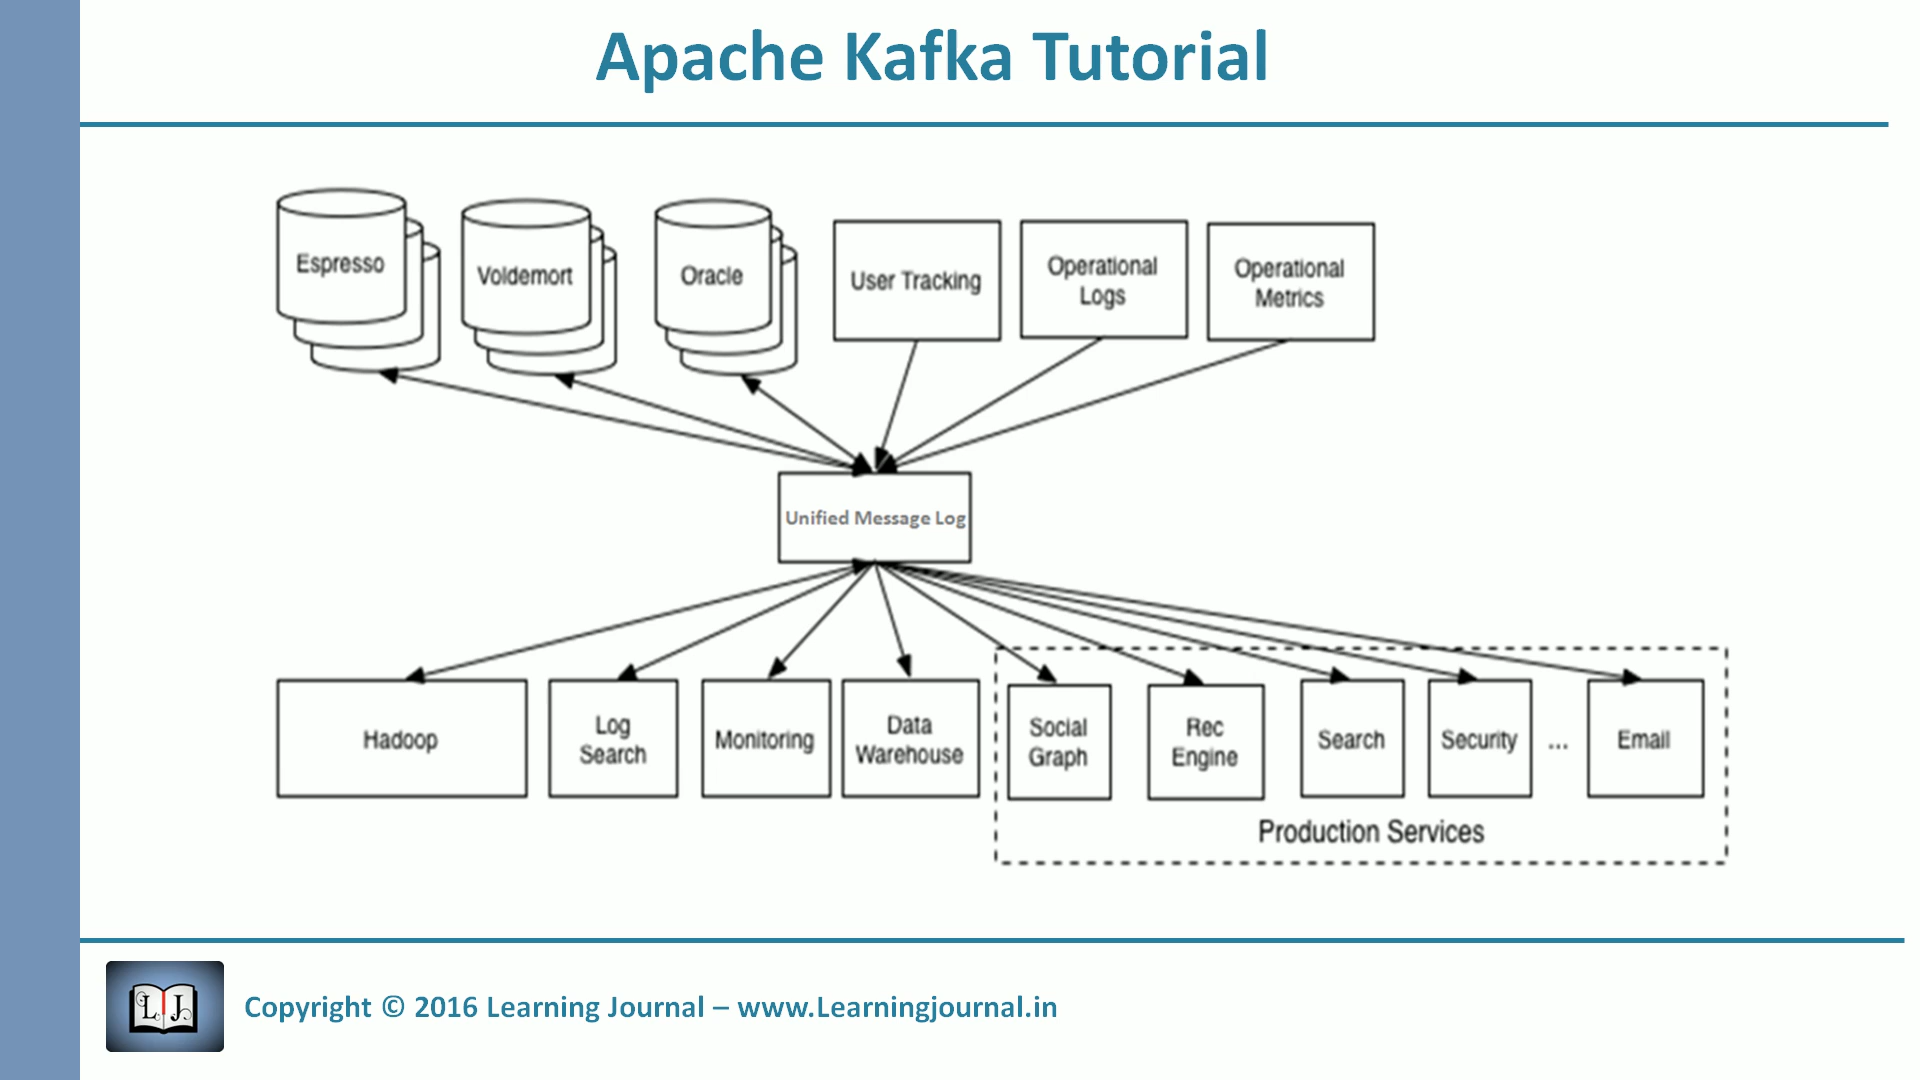 Apache Kafka Tutorial
Espresso
Voldemort
Oracle
User Tracking
Operational
Logs
Operational
Metrics
Unified Message Log
Hadoop
Log
Search
Monitoring
Data
Warehouse
Social
Graph
Rec
Engine
Search
Security
...
Email
Production Services
L J
Copyright © 2016 Learning Journal – www.Learningjournal.in